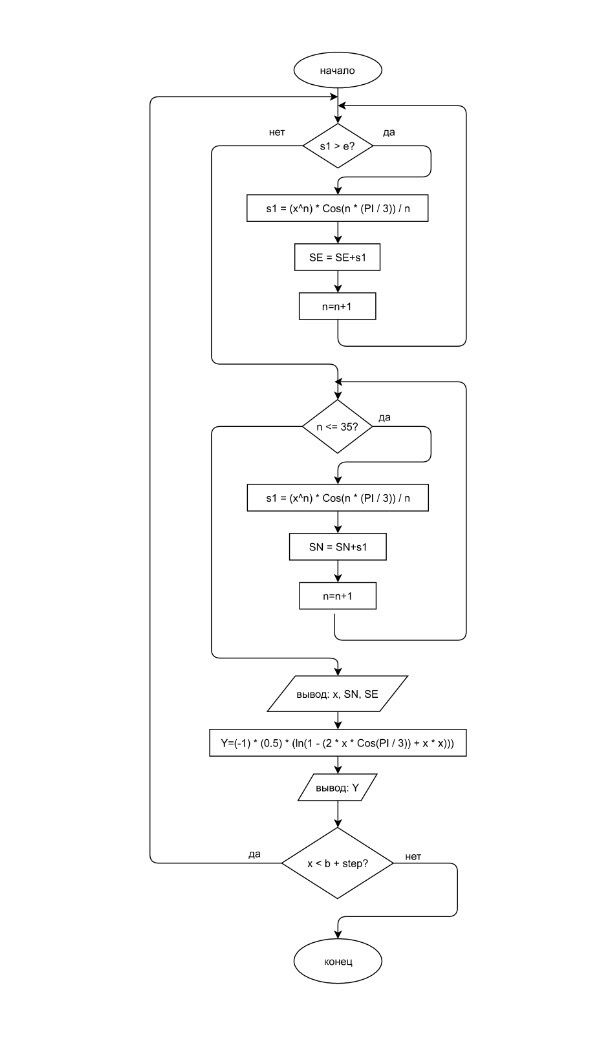 начало
нет
да
s1 > e?
s1 = (x^n) * Cos(n * (PI / 3)) / n
SE = SE+s1
n=n+1
n <= 35?
да
s1 = (x^n) * Cos(n * (PI / 3)) / n
SN = SN+s1
n=n+1
вывод: x, SN, SE
Y=(-1) * (0.5) * (ln(1 - (2 * x * Cos(PI / 3)) + x * x)))
вывод: Y
да
x < b + step?
нет
конец